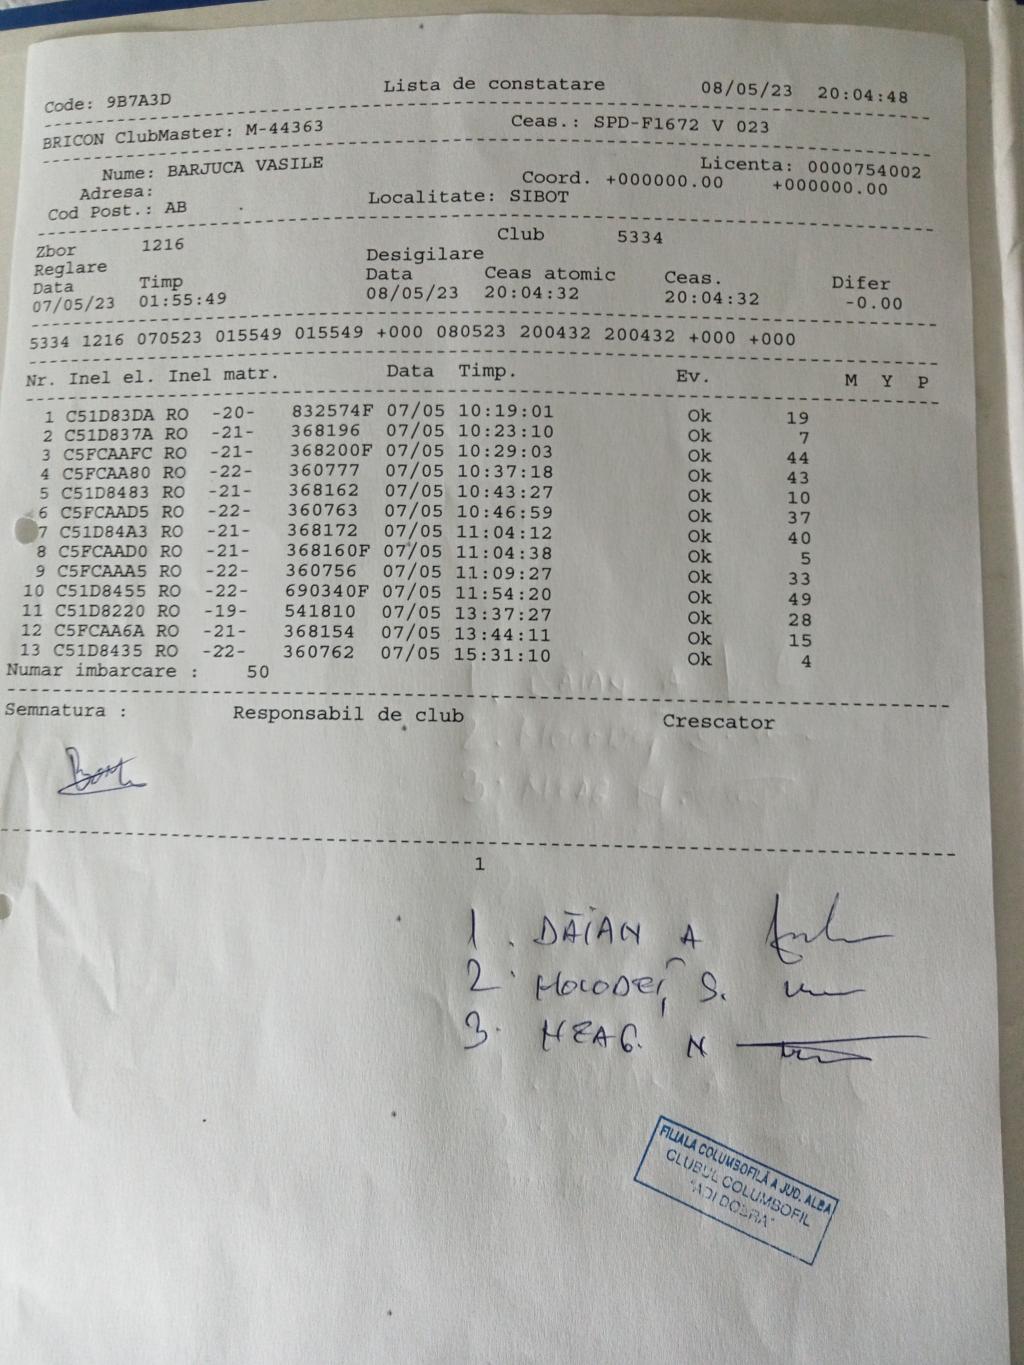 Code: 9B7A3D Lista de constatare 08/05/23 20:04:48
BRICON ClubMaster: M-44363 Ceas.: SPD-F1672 V 023
Nume: BARJUCA VASILE Licenta: 0000754002
Adresa: Coord. +000000.00 +000000.00
Cod Post.: AB Localitate: SIBOT
Zbor 1216 Club 5334
Reglare Desigilare
Data Timp Data Ceas atomic Ceas. Difer
07/05/23 01:55:49 08/05/23 20:04:32 20:04:32 -0.00
5334 1216 070523 015549 015549 +000 080523 200432 200432 +000 +000
Nr. Inel el. Inel matr. Data Timp. Ev. M Y P
1 C51D83DA RO -20- 832574F 07/05 10:19:01 Ok 19
2 C51D837A RO -21- 368196 07/05 10:23:10 Ok 7
3 C5FCAAFC RO -21- 368200F 07/05 10:29:03 Ok 44
4 C5FCAA80 RO -22- 360777 07/05 10:37:18 Ok 43
5 C51D8483 RO -21- 368162 07/05 10:43:27 Ok 10
6 C5FCAAD5 RO -22- 360763 07/05 10:46:59 Ok 37
7 C51D84A3 RO -21- 368172 07/05 11:04:12 Ok 40
8 C5FCAAD0 RO -21- 368160F 07/05 11:04:38 Ok 5
9 C5FCAAA5 RO -22- 360756 07/05 11:09:27 Ok 33
10 C51D8455 RO -22- 690340F 07/05 11:54:20 Ok 49
11 C51D8220 RO -19- 541810 07/05 13:37:27 Ok 28
12 C5FCAA6A RO -21- 368154 07/05 13:44:11 Ok 15
13 C51D8435 RO -22- 360762 07/05 15:31:10 Ok 4
Numar imbarcare : 50
Semnatura : Responsabil de club Crescator
1
1. DĂIAN A
2. MOCODEȚ S.
3. NEAG. N
FILIALA COLUMBOFILĂ A JUD. ALBA
CLUBUL COLUMBOFIL
"ADI DOBRA"